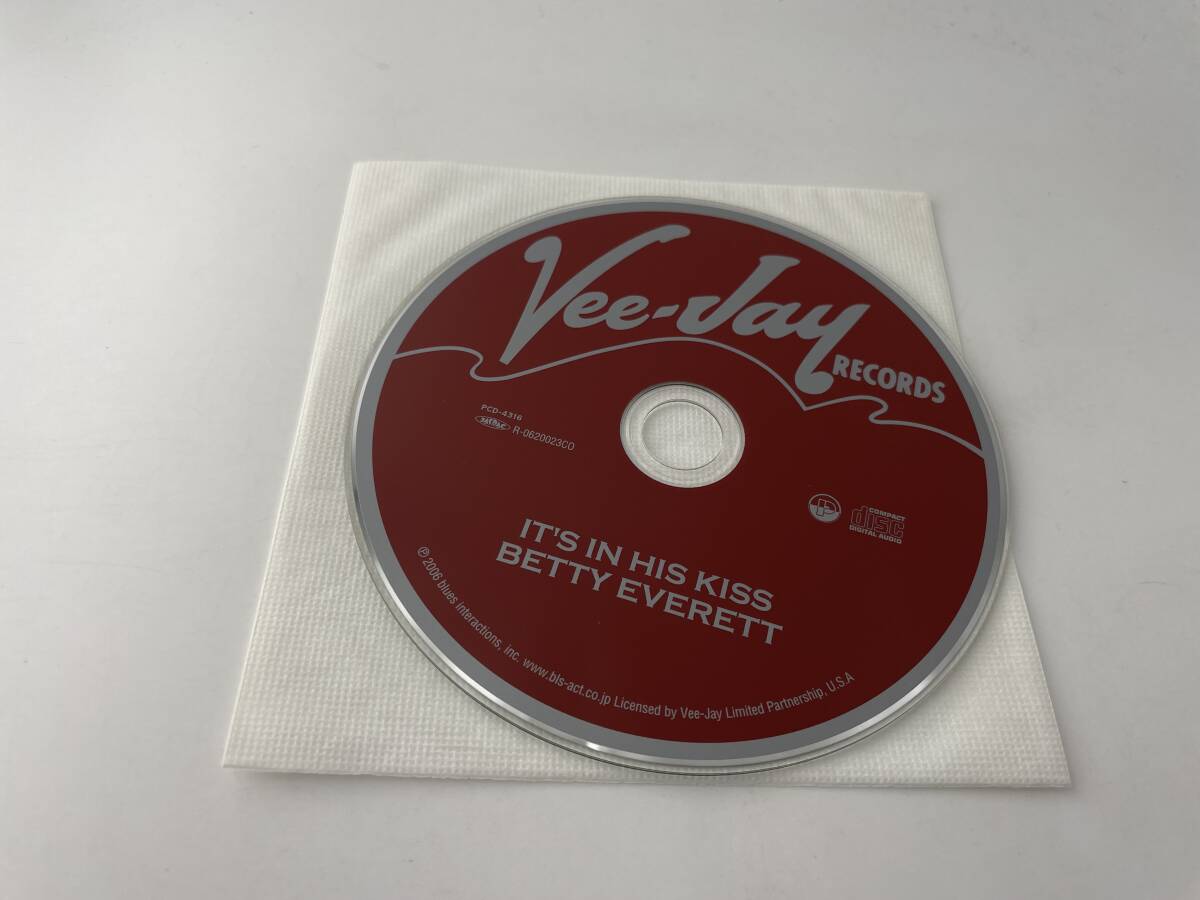 Vee-Jay
RECORDS
PCD-4316
JASRAC R-0620023CO
P
COMPACT
disc
DIGITAL AUDIO
IT'S IN HIS KISS
BETTY EVERETT
℗ 2006 blues interactions, inc. www.bls-act.co.jp Licensed by Vee-Jay Limited Partnership, U.S.A